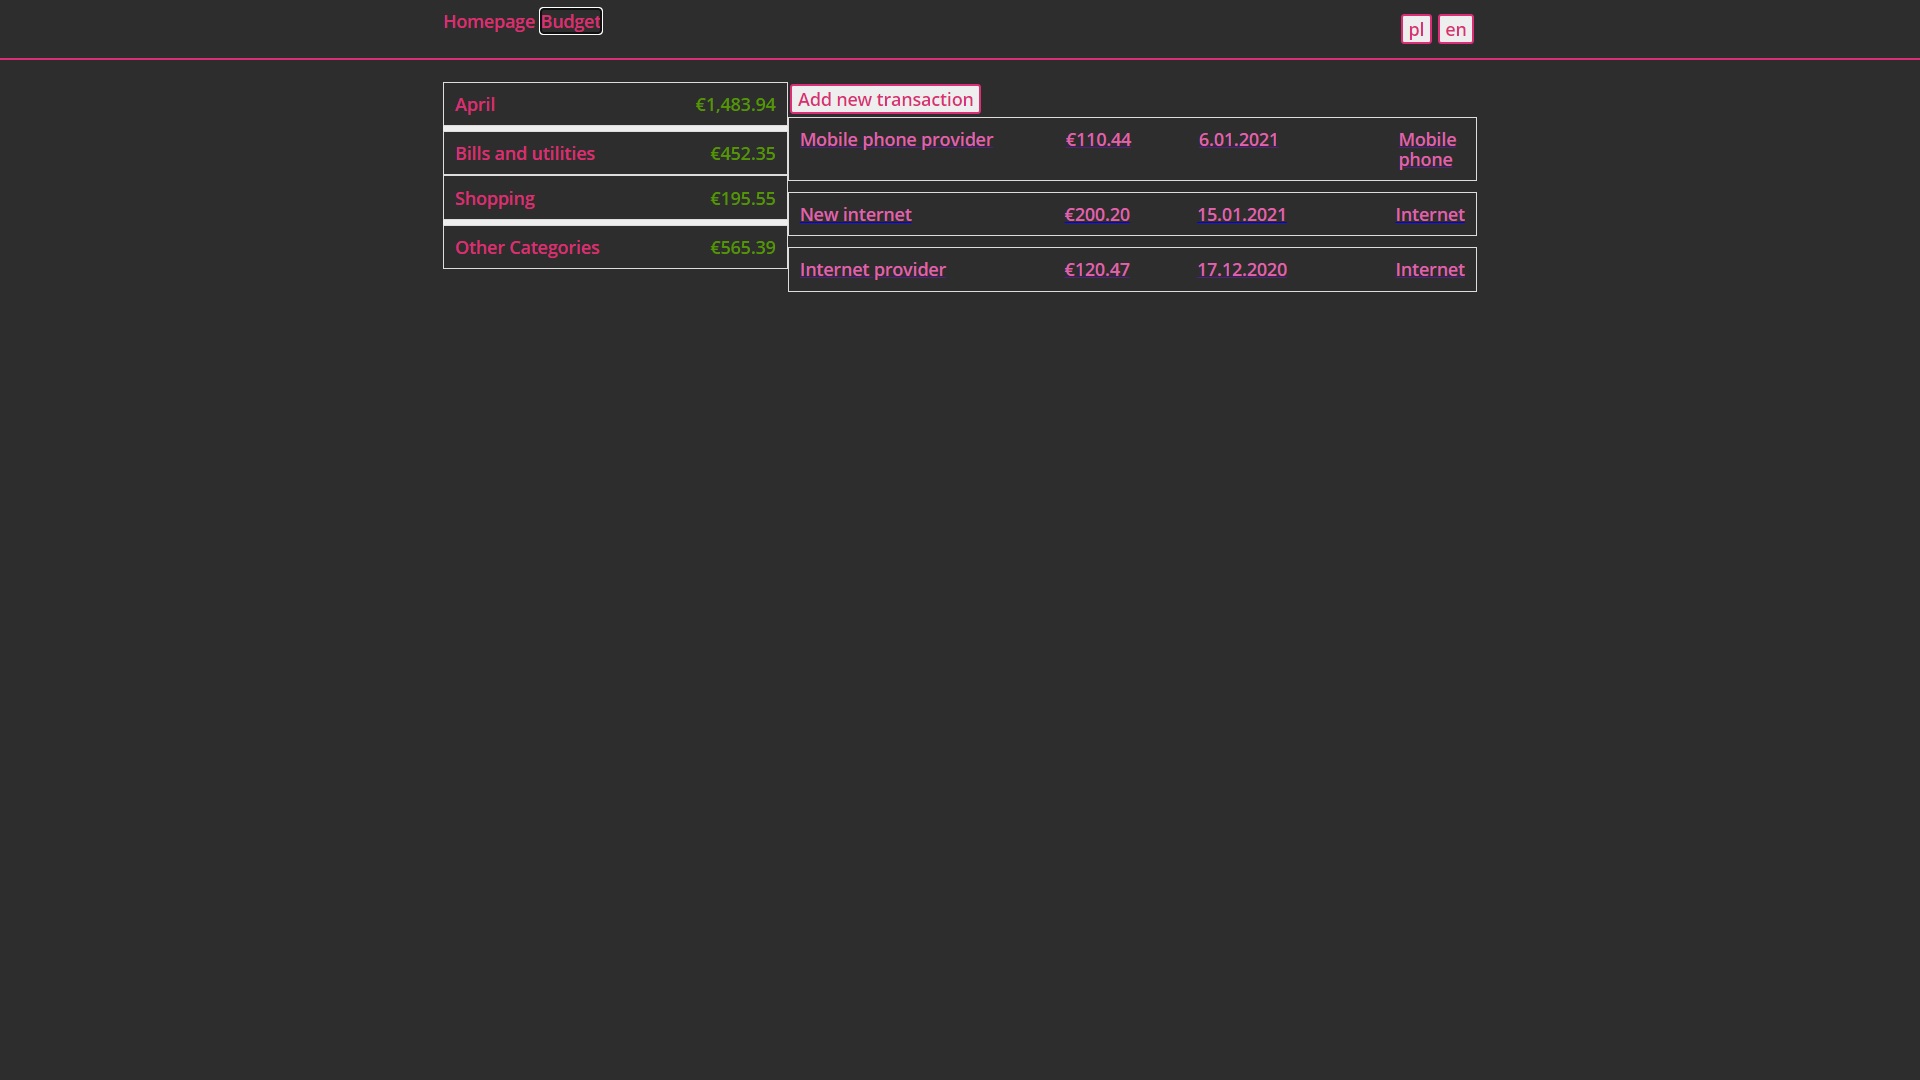 Homepage Budget
pl en
April €1,483.94
Bills and utilities €452.35
Shopping €195.55
Other Categories €565.39
Add new transaction
Mobile phone provider €110.44 6.01.2021 Mobile
phone
New internet €200.20 15.01.2021 Internet
Internet provider €120.47 17.12.2020 Internet